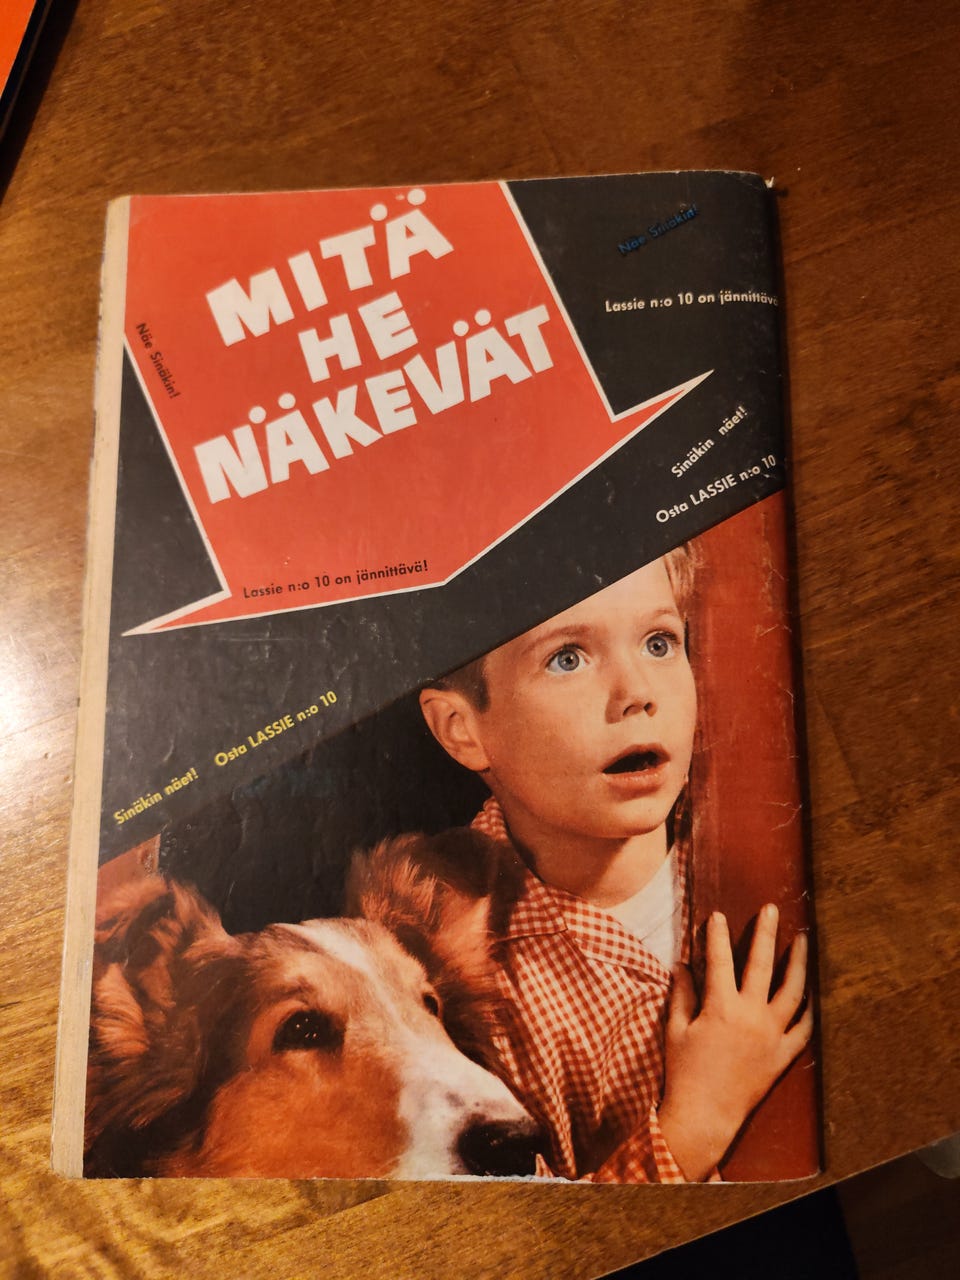 MITÄ
HE
NÄKEVÄT
Näe Sinäkin!
Näe Sinäkin!
Lassie n:o 10 on jännittävä
Sinäkin näet!
Osta LASSIE n:o 10
Lassie n:o 10 on jännittävä!
Sinäkin näet! Osta LASSIE n:o 10